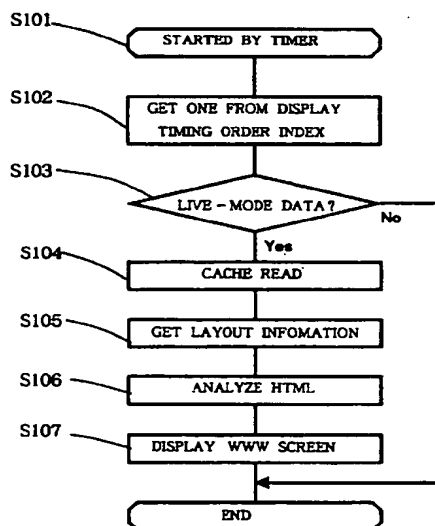 S101
STARTED BY TIMER
S102
GET ONE FROM DISPLAY
TIMING ORDER INDEX
S103
LIVE-MODE DATA?
No
Yes
S104
CACHE READ
S105
GET LAYOUT INFOMATION
S106
ANALYZE HTML
S107
DISPLAY WWW SCREEN
END